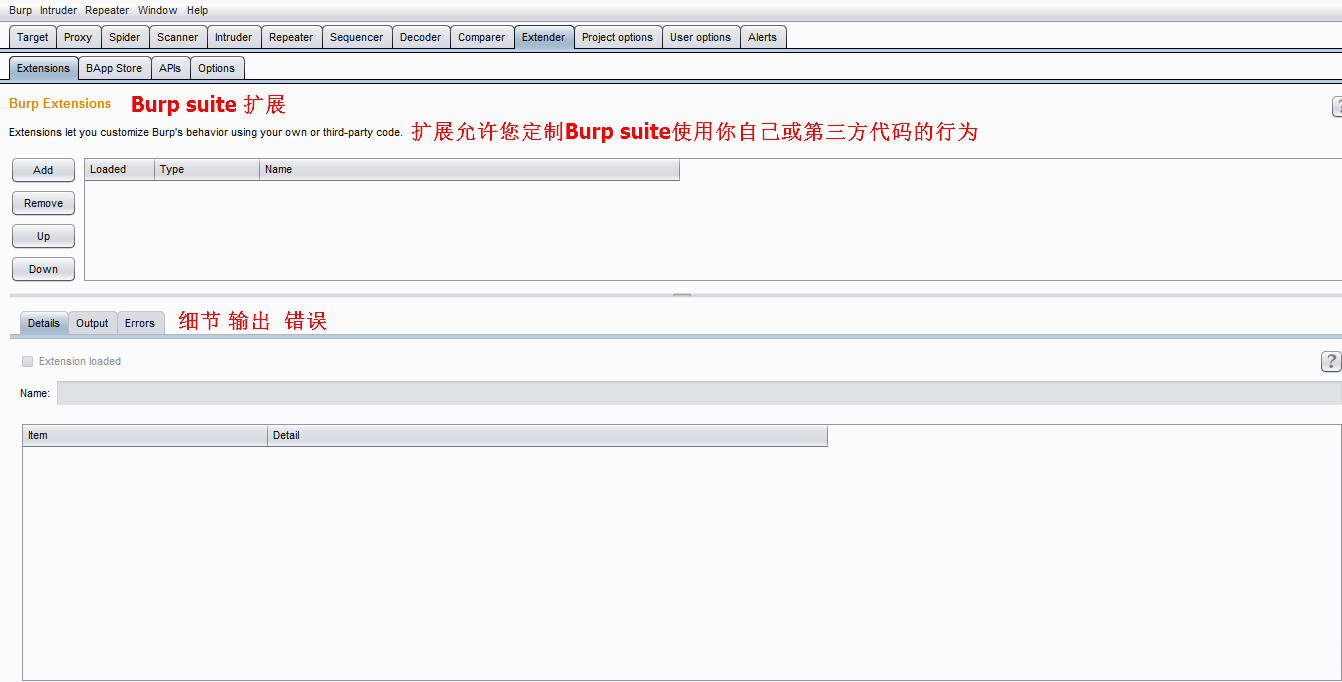 Burp Intruder Repeater Window Help
Target Proxy Spider Scanner Intruder Repeater Sequencer Decoder Comparer Extender Project options User options Alerts
Extensions BApp Store APIs Options
Burp Extensions Burp suite 扩展
Extensions let you customize Burp's behavior using your own or third-party code. 扩展允许您定制Burp suite使用你自己或第三方代码的行为
Add Loaded Type Name
Remove
Up
Down
Details Output Errors 细节 输出 错误
Extension loaded ?
Name:
Item Detail